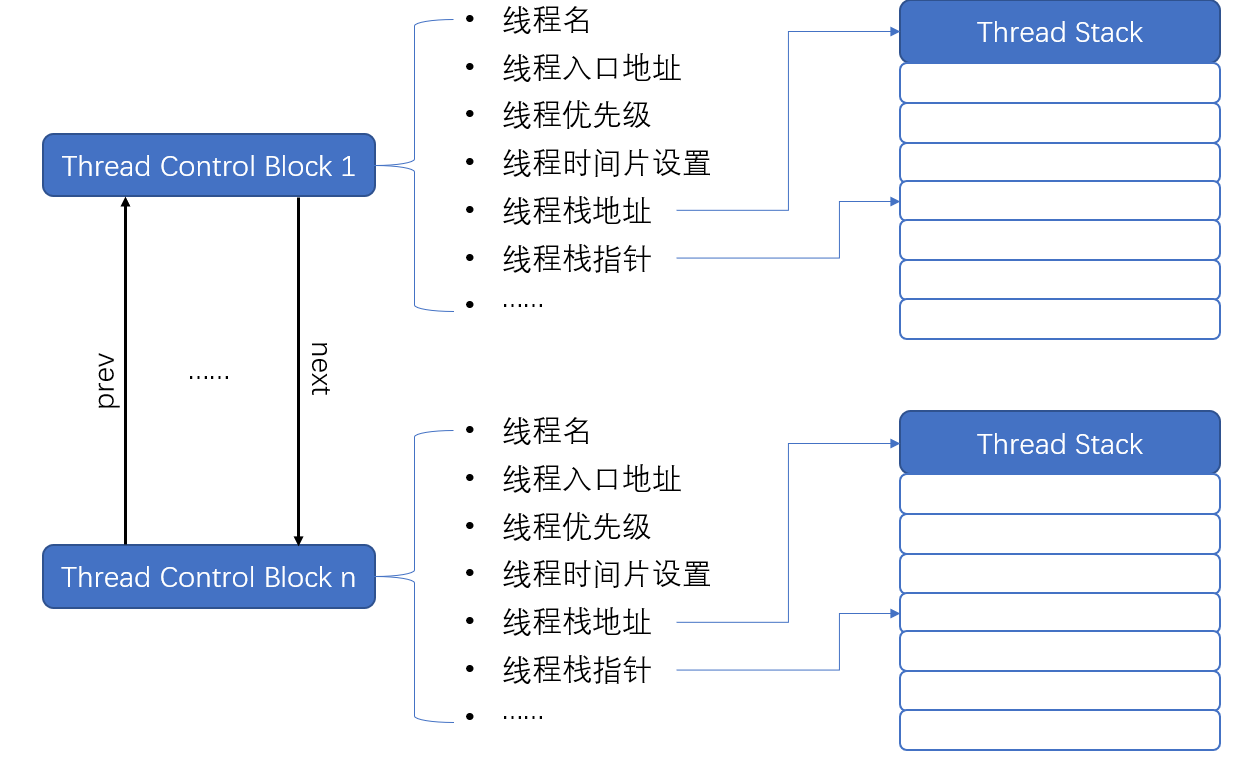 Thread Control Block 1
• 线程名
• 线程入口地址
• 线程优先级
• 线程时间片设置
• 线程栈地址
• 线程栈指针
• ……
Thread Stack
prev
……
next
Thread Control Block n
• 线程名
• 线程入口地址
• 线程优先级
• 线程时间片设置
• 线程栈地址
• 线程栈指针
• ……
Thread Stack